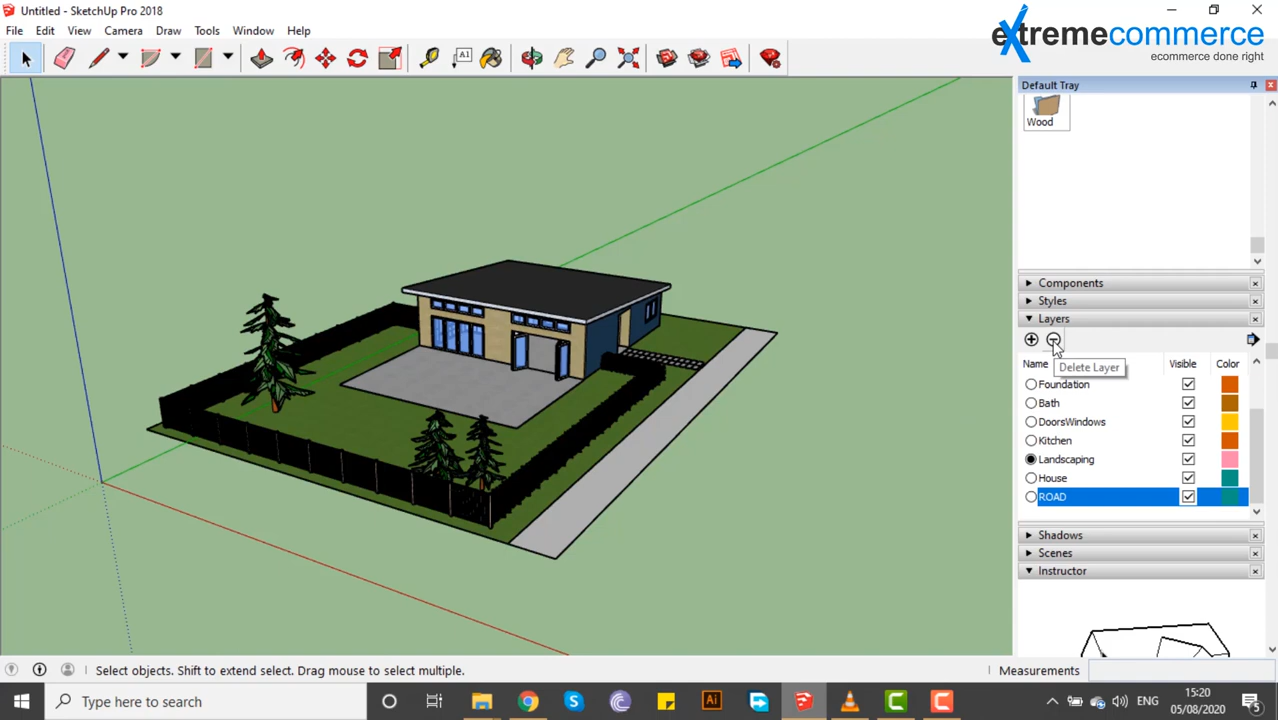 Untitled - SketchUp Pro 2018
extremecommerce
ecommerce done right
File Edit View Camera Draw Tools Window Help
A1
Default Tray
Wood
Components
Styles
Layers
Delete Layer
Name Visible Color
Foundation
Bath
DoorsWindows
Kitchen
Landscaping
House
ROAD
Shadows
Scenes
Instructor
Select objects. Shift to extend select. Drag mouse to select multiple.
Measurements
Type here to search
Ai
ENG
15:20
05/08/2020
5